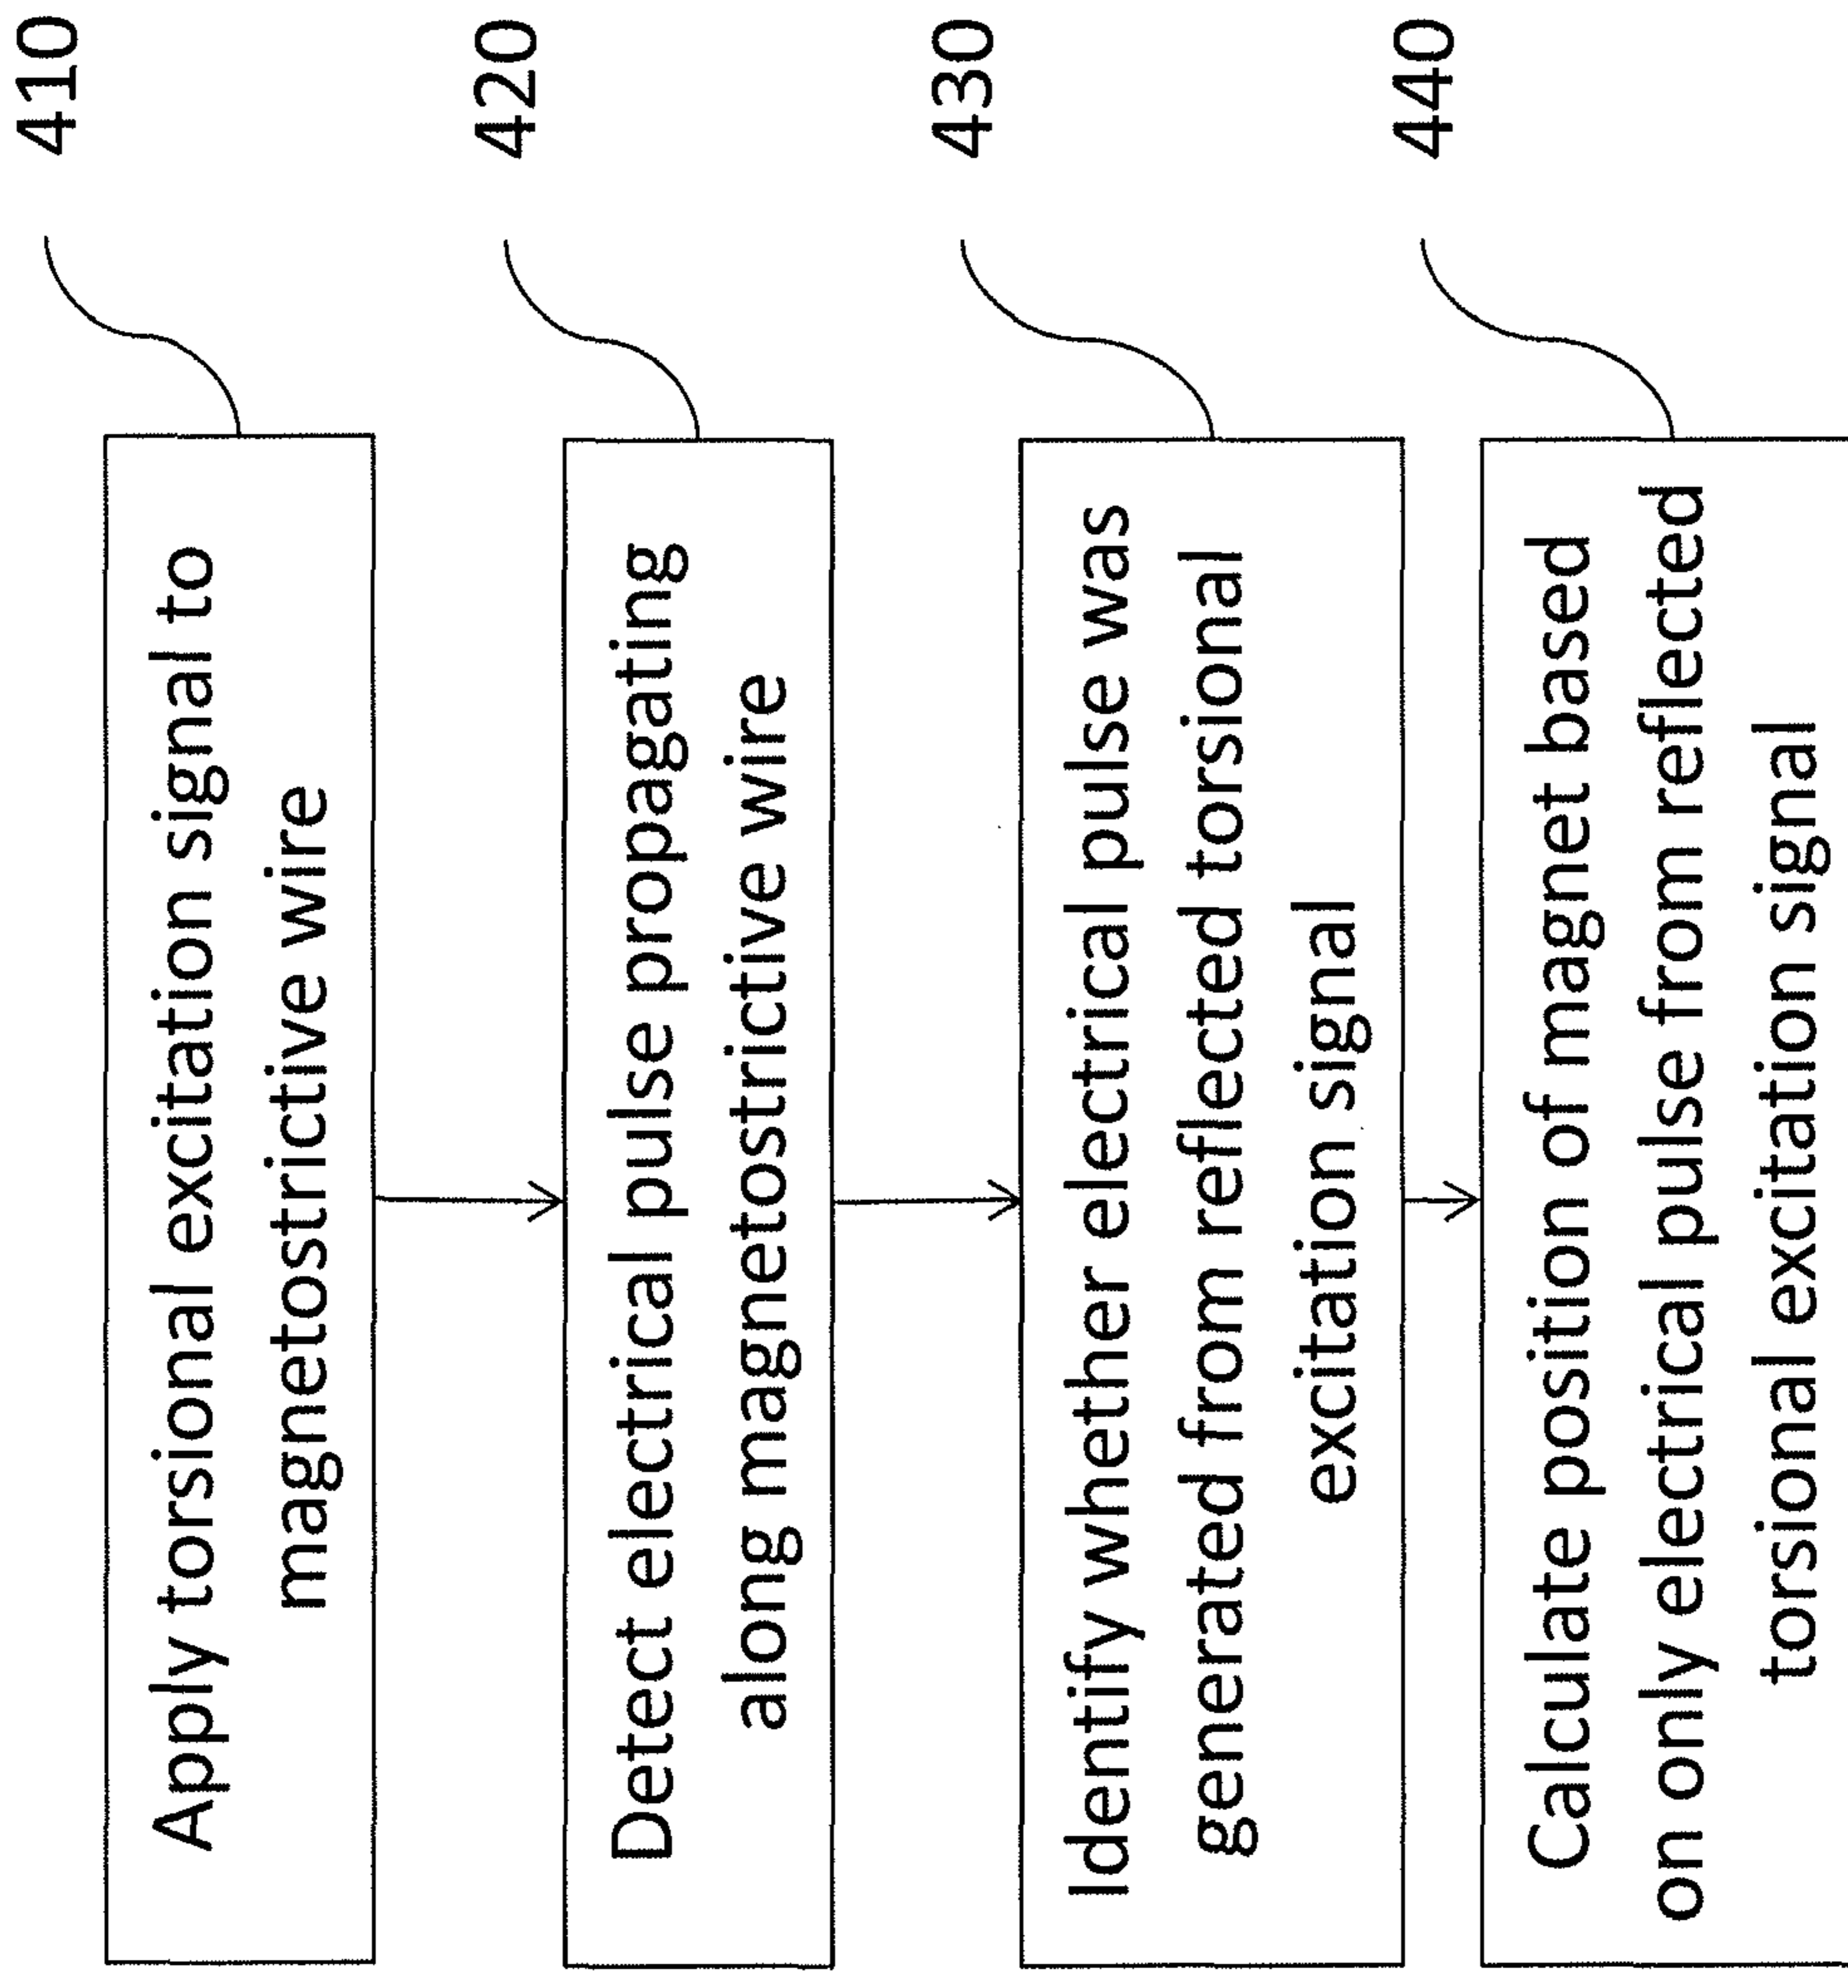 410
Apply torsional excitation signal to
magnetostrictive wire
420
Detect electrical pulse propagating
along magnetostrictive wire
430
Identify whether electrical pulse was
generated from reflected torsional
excitation signal
440
Calculate position of magnet based
on only electrical pulse from reflected
torsional excitation signal